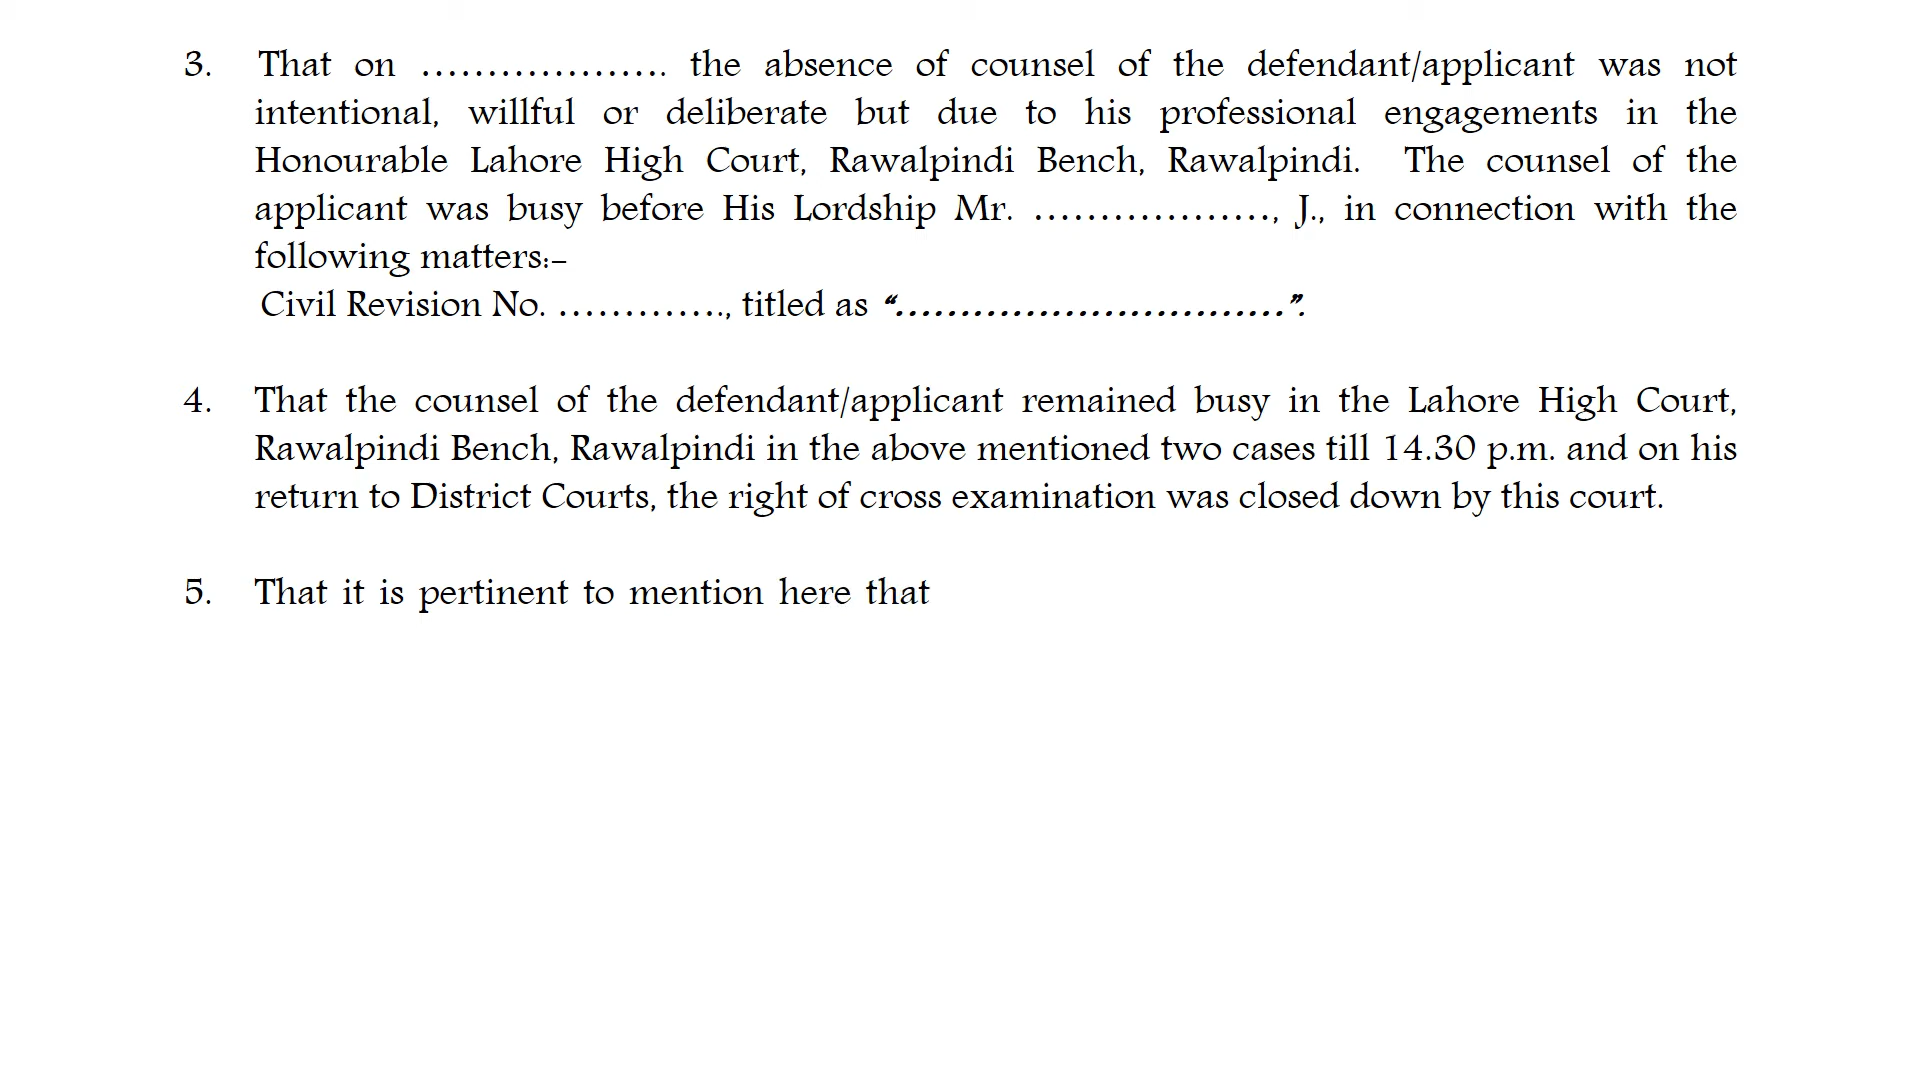 3. That on ................... the absence of counsel of the defendant/applicant was not
intentional, willful or deliberate but due to his professional engagements in the
Honourable Lahore High Court, Rawalpindi Bench, Rawalpindi. The counsel of the
applicant was busy before His Lordship Mr. .................., J., in connection with the
following matters:–
Civil Revision No. ............., titled as “..............................”.
4. That the counsel of the defendant/applicant remained busy in the Lahore High Court,
Rawalpindi Bench, Rawalpindi in the above mentioned two cases till 14.30 p.m. and on his
return to District Courts, the right of cross examination was closed down by this court.
5. That it is pertinent to mention here that